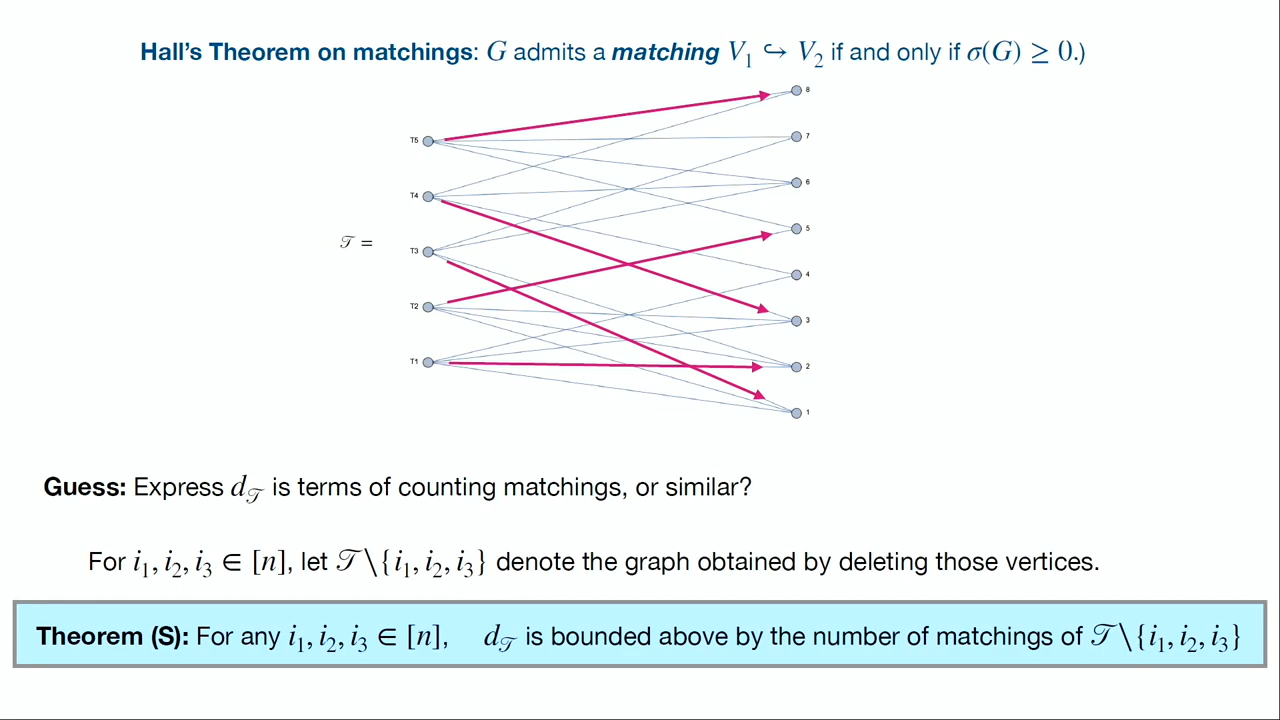 Hall’s Theorem on matchings: G admits a matching V₁ ↪ V₂ if and only if σ(G) ≥ 0.)
8
T5
7
6
T4
5
𝒯 =
T3
4
T2
3
T1
2
1
Guess: Express d_𝒯 is terms of counting matchings, or similar?
For i₁, i₂, i₃ ∈ [n], let 𝒯∖{i₁, i₂, i₃} denote the graph obtained by deleting those vertices.
Theorem (S): For any i₁, i₂, i₃ ∈ [n], d_𝒯 is bounded above by the number of matchings of 𝒯∖{i₁, i₂, i₃}